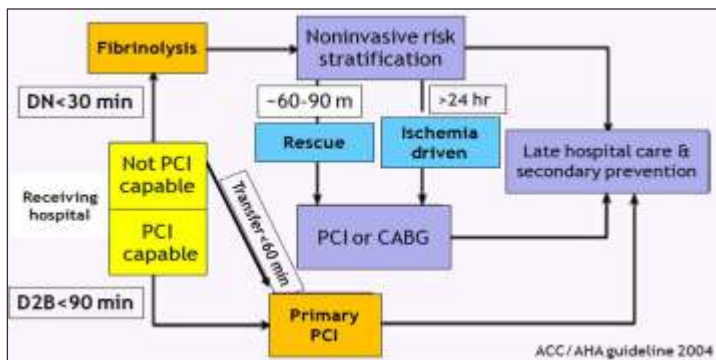 Fibrinolysis
Noninvasive risk
stratification
DN<30 min
~60-90 m
>24 hr
Rescue
Ischemia
driven
Late hospital care &
secondary prevention
Receiving
hospital
Not PCI
capable
PCI
capable
Transfer<60 min
PCI or CABG
D2B<90 min
Primary
PCI
ACC/AHA guideline 2004